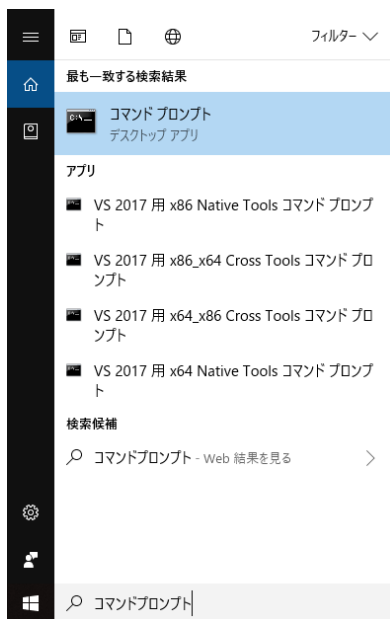 フィルター
最も一致する検索結果
C:\_
コマンド プロンプト
デスクトップ アプリ
アプリ
VS 2017 用 x86 Native Tools コマンド プロンプ
ト
VS 2017 用 x86_x64 Cross Tools コマンド プロ
ンプト
VS 2017 用 x64_x86 Cross Tools コマンド プロ
ンプト
VS 2017 用 x64 Native Tools コマンド プロンプ
ト
検索候補
コマンドプロンプト - Web 結果を見る
コマンドプロンプト